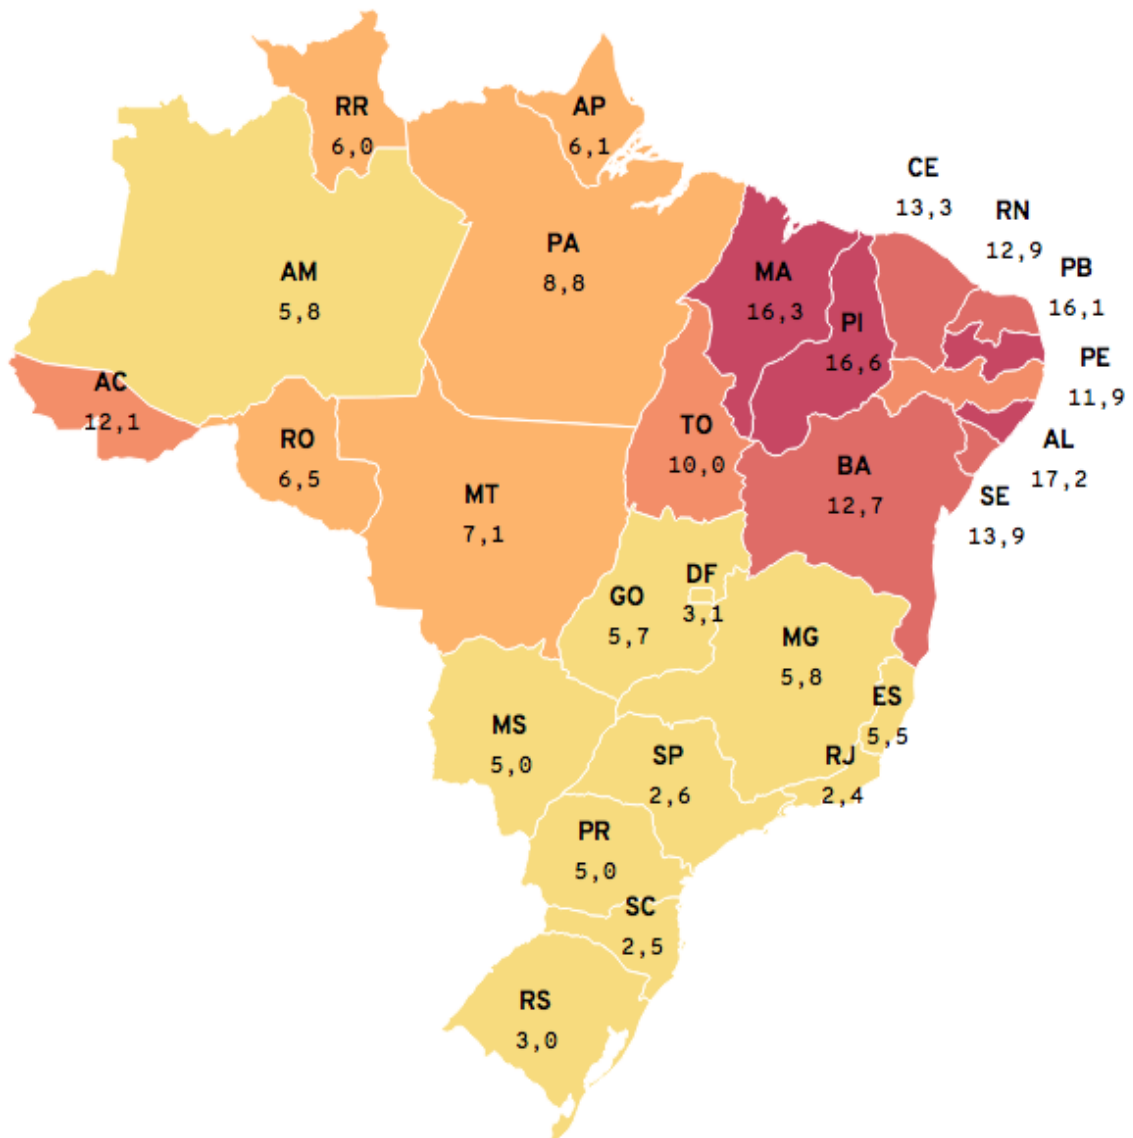 RR
6,0
AP
6,1
CE
13,3
RN
12,9
PB
16,1
PE
11,9
AL
17,2
SE
13,9
AM
5,8
PA
8,8
MA
16,3
PI
16,6
AC
12,1
RO
6,5
MT
7,1
TO
10,0
BA
12,7
GO
5,7
DF
3,1
MG
5,8
ES
5,5
MS
5,0
SP
2,6
RJ
2,4
PR
5,0
SC
2,5
RS
3,0